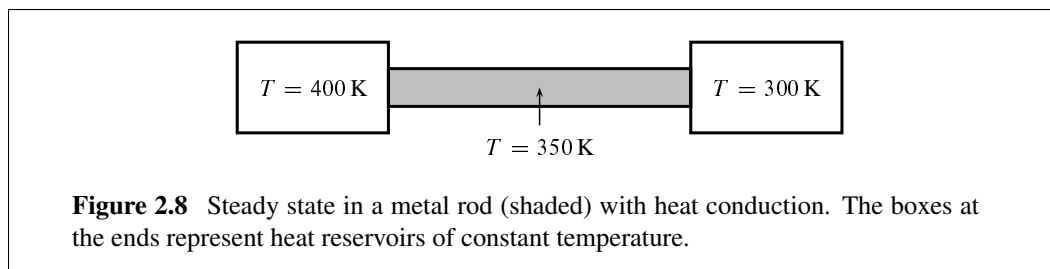 T = 400 K
T = 300 K
T = 350 K
Figure 2.8 Steady state in a metal rod (shaded) with heat conduction. The boxes at
the ends represent heat reservoirs of constant temperature.